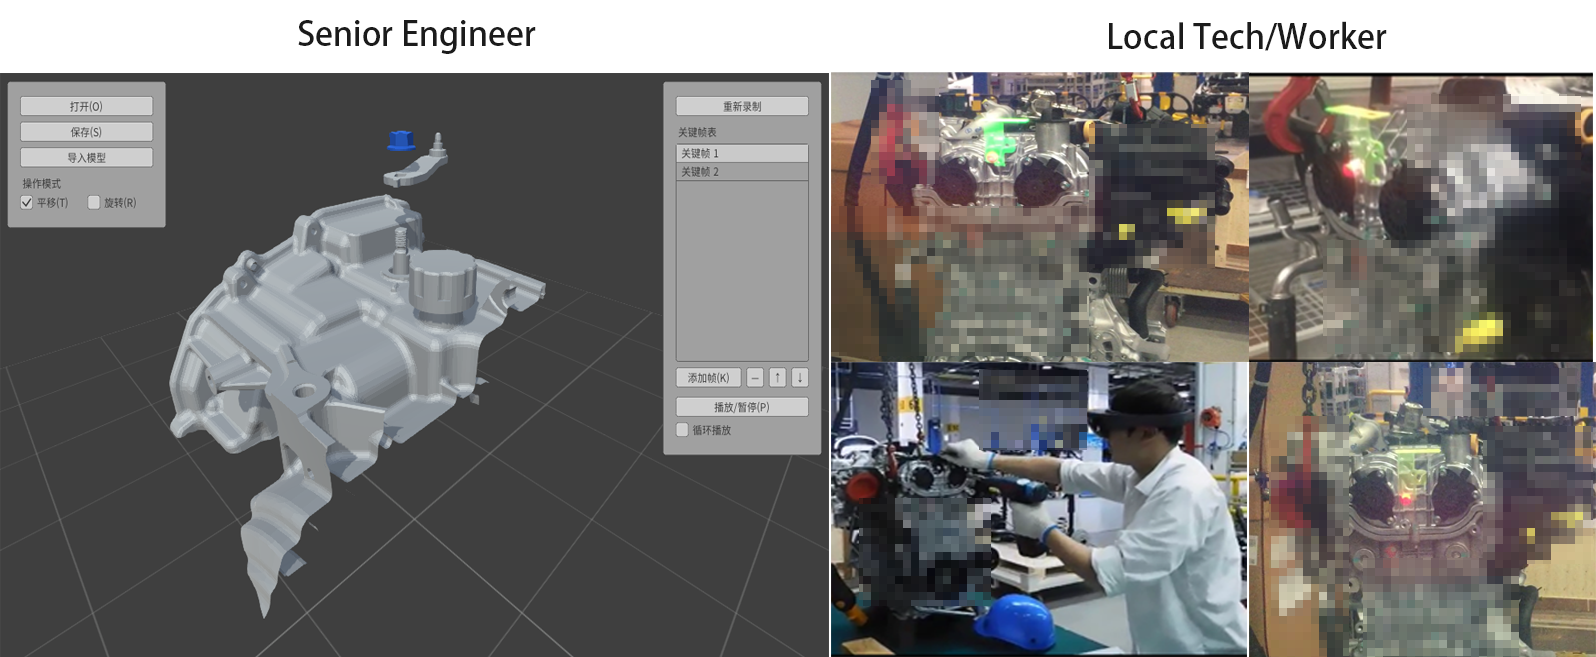 Senior Engineer
Local Tech/Worker
打开(O)
保存(S)
导入模型
操作模式
平移(T)
旋转(R)
重新录制
关键帧表
关键帧 1
关键帧 2
添加帧(K)
−
↑
↓
播放/暂停(P)
循环播放